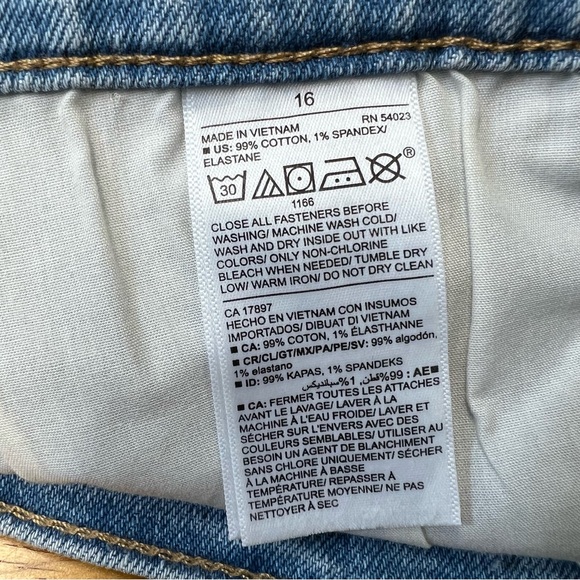 16
MADE IN VIETNAM RN 54023
■ US: 99% COTTON, 1% SPANDEX/
ELASTANE
30 ®
1166
CLOSE ALL FASTENERS BEFORE
WASHING/ MACHINE WASH COLD/
WASH AND DRY INSIDE OUT WITH LIKE
COLORS/ ONLY NON-CHLORINE
BLEACH WHEN NEEDED/ TUMBLE DRY
LOW/ WARM IRON/ DO NOT DRY CLEAN
CA 17897
HECHO EN VIETNAM CON INSUMOS
IMPORTADOS/ DIBUAT DI VIETNAM
■ CA: 99% COTON, 1% ÉLASTHANNE
■ CR/CL/GT/MX/PA/PE/SV: 99% algodón,
1% elastano
■ ID: 99% KAPAS, 1% SPANDEKS
■ AE: 99% قطن, 1% سباندیکس
■ CA: FERMER TOUTES LES ATTACHES
AVANT LE LAVAGE/ LAVER À LA
MACHINE À L'EAU FROIDE/ LAVER ET
SÉCHER SUR L'ENVERS AVEC DES
COULEURS SEMBLABLES/ UTILISER AU
BESOIN UN AGENT DE BLANCHIMENT
SANS CHLORE UNIQUEMENT/ SÉCHER
À LA MACHINE À BASSE
TEMPÉRATURE/ REPASSER À
TEMPÉRATURE MOYENNE/ NE PAS
NETTOYER À SEC